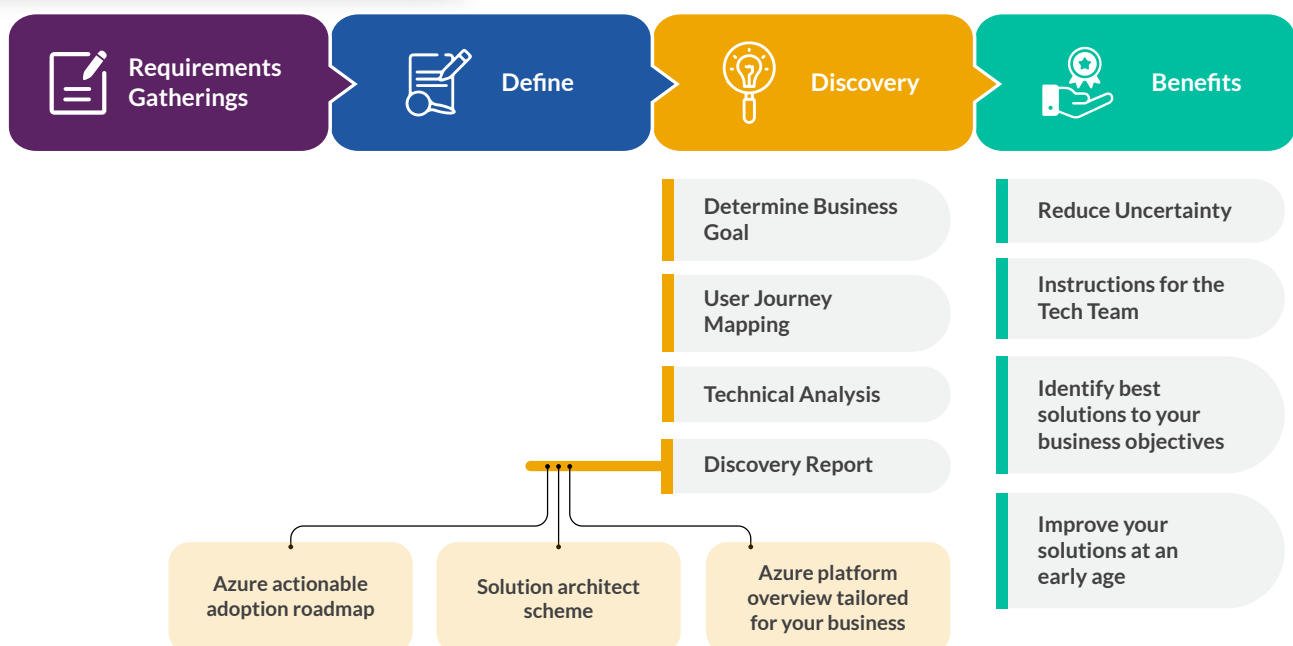 Requirements
Gatherings
Define
Discovery
Benefits
Determine Business
Goal
User Journey
Mapping
Technical Analysis
Discovery Report
Azure actionable
adoption roadmap
Solution architect
scheme
Azure platform
overview tailored
for your business
Reduce Uncertainty
Instructions for the
Tech Team
Identify best
solutions to your
business objectives
Improve your
solutions at an
early age